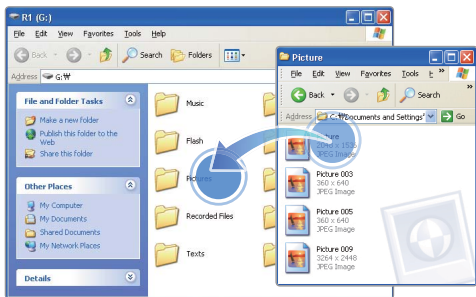 R1 (G:)
File Edit View Favorites Tools Help
Back Search Folders
Address G:₩
File and Folder Tasks
Make a new folder
Publish this folder to the
Web
Share this folder
Other Places
My Computer
My Documents
Shared Documents
My Network Places
Details
Music
Flash
Pictures
Recorded Files
Texts
Picture
File Edit View Favorites Tools
Back Search
Address C:₩Documents and Settings₩ Go
Picture
2048 x 1536
JPEG Image
Picture 003
360 x 640
JPEG Image
Picture 005
360 x 640
JPEG Image
Picture 009
3264 x 2448
JPEG Image